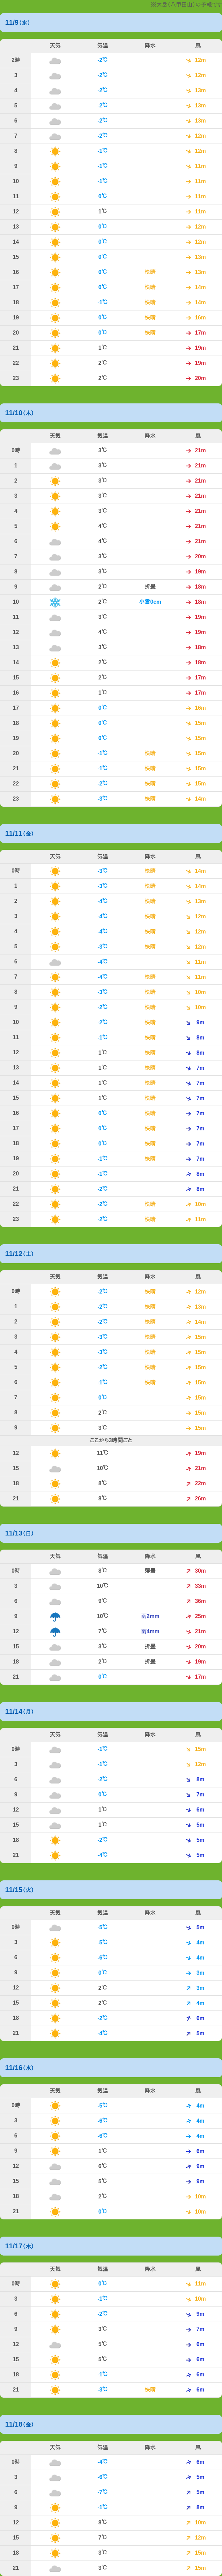 ※大岳(八甲田山)の予報です
11/9(水)
天気 気温 降水 風
2時 -2℃ 12m
3 -2℃ 12m
4 -2℃ 13m
5 -2℃ 13m
6 -2℃ 13m
7 -2℃ 12m
8 -1℃ 12m
9 -1℃ 11m
10 -1℃ 11m
11 0℃ 11m
12 1℃ 11m
13 0℃ 12m
14 0℃ 12m
15 0℃ 13m
16 0℃ 快晴 13m
17 0℃ 快晴 14m
18 -1℃ 快晴 14m
19 0℃ 快晴 16m
20 0℃ 快晴 17m
21 1℃ 19m
22 2℃ 19m
23 2℃ 20m
11/10(木)
天気 気温 降水 風
0時 3℃ 21m
1 3℃ 21m
2 3℃ 21m
3 3℃ 21m
4 3℃ 21m
5 4℃ 21m
6 4℃ 21m
7 3℃ 20m
8 3℃ 19m
9 2℃ 折曇 18m
10 2℃ 小雪0cm 18m
11 3℃ 19m
12 4℃ 19m
13 3℃ 18m
14 2℃ 18m
15 2℃ 17m
16 1℃ 17m
17 0℃ 16m
18 0℃ 15m
19 0℃ 15m
20 -1℃ 快晴 15m
21 -1℃ 快晴 15m
22 -2℃ 快晴 15m
23 -3℃ 快晴 14m
11/11(金)
天気 気温 降水 風
0時 -3℃ 快晴 14m
1 -3℃ 快晴 14m
2 -4℃ 快晴 13m
3 -4℃ 快晴 12m
4 -4℃ 快晴 12m
5 -3℃ 快晴 12m
6 -4℃ 11m
7 -4℃ 快晴 11m
8 -3℃ 快晴 10m
9 -2℃ 快晴 10m
10 -2℃ 快晴 9m
11 -1℃ 快晴 8m
12 1℃ 快晴 8m
13 1℃ 快晴 7m
14 1℃ 快晴 7m
15 1℃ 快晴 7m
16 0℃ 快晴 7m
17 0℃ 快晴 7m
18 0℃ 快晴 7m
19 -1℃ 快晴 7m
20 -1℃ 8m
21 -2℃ 8m
22 -2℃ 快晴 10m
23 -2℃ 快晴 11m
11/12(土)
天気 気温 降水 風
0時 -2℃ 快晴 12m
1 -2℃ 快晴 13m
2 -2℃ 快晴 14m
3 -3℃ 快晴 15m
4 -3℃ 快晴 15m
5 -2℃ 快晴 15m
6 -1℃ 快晴 15m
7 0℃ 15m
8 2℃ 15m
9 3℃ 15m
ここから3時間ごと
12 11℃ 19m
15 10℃ 21m
18 8℃ 22m
21 8℃ 26m
11/13(日)
天気 気温 降水 風
0時 8℃ 薄曇 30m
3 10℃ 33m
6 9℃ 36m
9 10℃ 雨2mm 25m
12 7℃ 雨4mm 21m
15 3℃ 折曇 20m
18 2℃ 折曇 19m
21 0℃ 17m
11/14(月)
天気 気温 降水 風
0時 -1℃ 15m
3 -1℃ 12m
6 -2℃ 8m
9 0℃ 7m
12 1℃ 6m
15 1℃ 5m
18 -2℃ 5m
21 -4℃ 5m
11/15(火)
天気 気温 降水 風
0時 -5℃ 5m
3 -5℃ 4m
6 -6℃ 4m
9 0℃ 3m
12 2℃ 3m
15 2℃ 4m
18 -2℃ 6m
21 -4℃ 5m
11/16(水)
天気 気温 降水 風
0時 -5℃ 4m
3 -6℃ 4m
6 -6℃ 4m
9 1℃ 6m
12 6℃ 9m
15 5℃ 9m
18 2℃ 10m
21 0℃ 10m
11/17(木)
天気 気温 降水 風
0時 0℃ 11m
3 -1℃ 10m
6 -2℃ 9m
9 3℃ 7m
12 5℃ 6m
15 5℃ 6m
18 -1℃ 6m
21 -3℃ 快晴 6m
11/18(金)
天気 気温 降水 風
0時 -4℃ 6m
3 -6℃ 5m
6 -7℃ 5m
9 -1℃ 8m
12 8℃ 10m
15 7℃ 12m
18 3℃ 15m
21 3℃ 15m